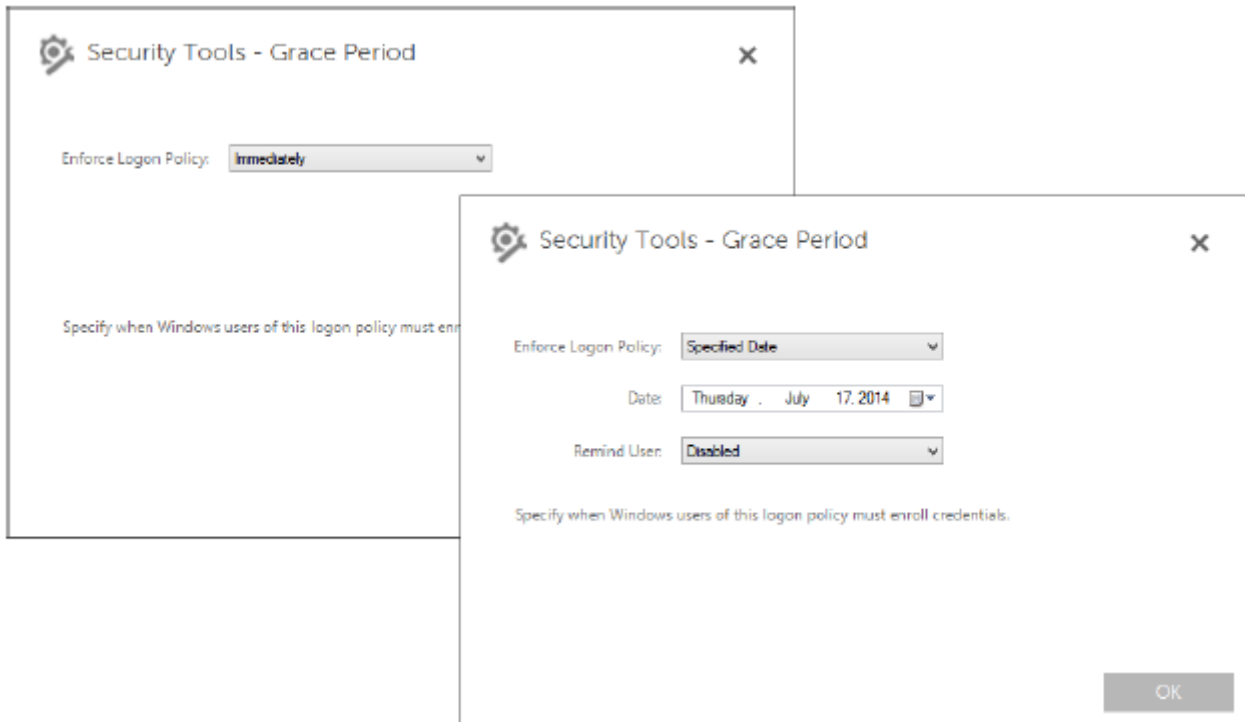 Security Tools - Grace Period
Enforce Logon Policy: Immediately
Specify when Windows users of this logon policy must enr
Security Tools - Grace Period
Enforce Logon Policy: Specified Date
Date: Thursday , July 17, 2014
Remind User: Disabled
Specify when Windows users of this logon policy must enroll credentials.
OK